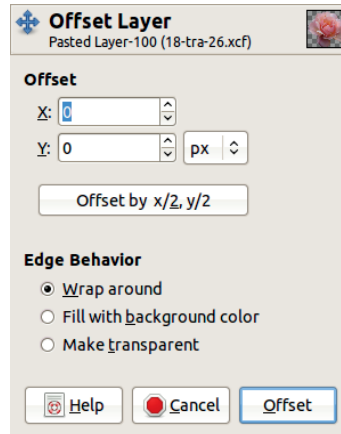 Offset Layer
Pasted Layer-100 (18-tra-26.xcf)
Offset
X: 0
Y: 0 px
Offset by x/2, y/2
Edge Behavior
Wrap around
Fill with background color
Make transparent
Help Cancel Offset